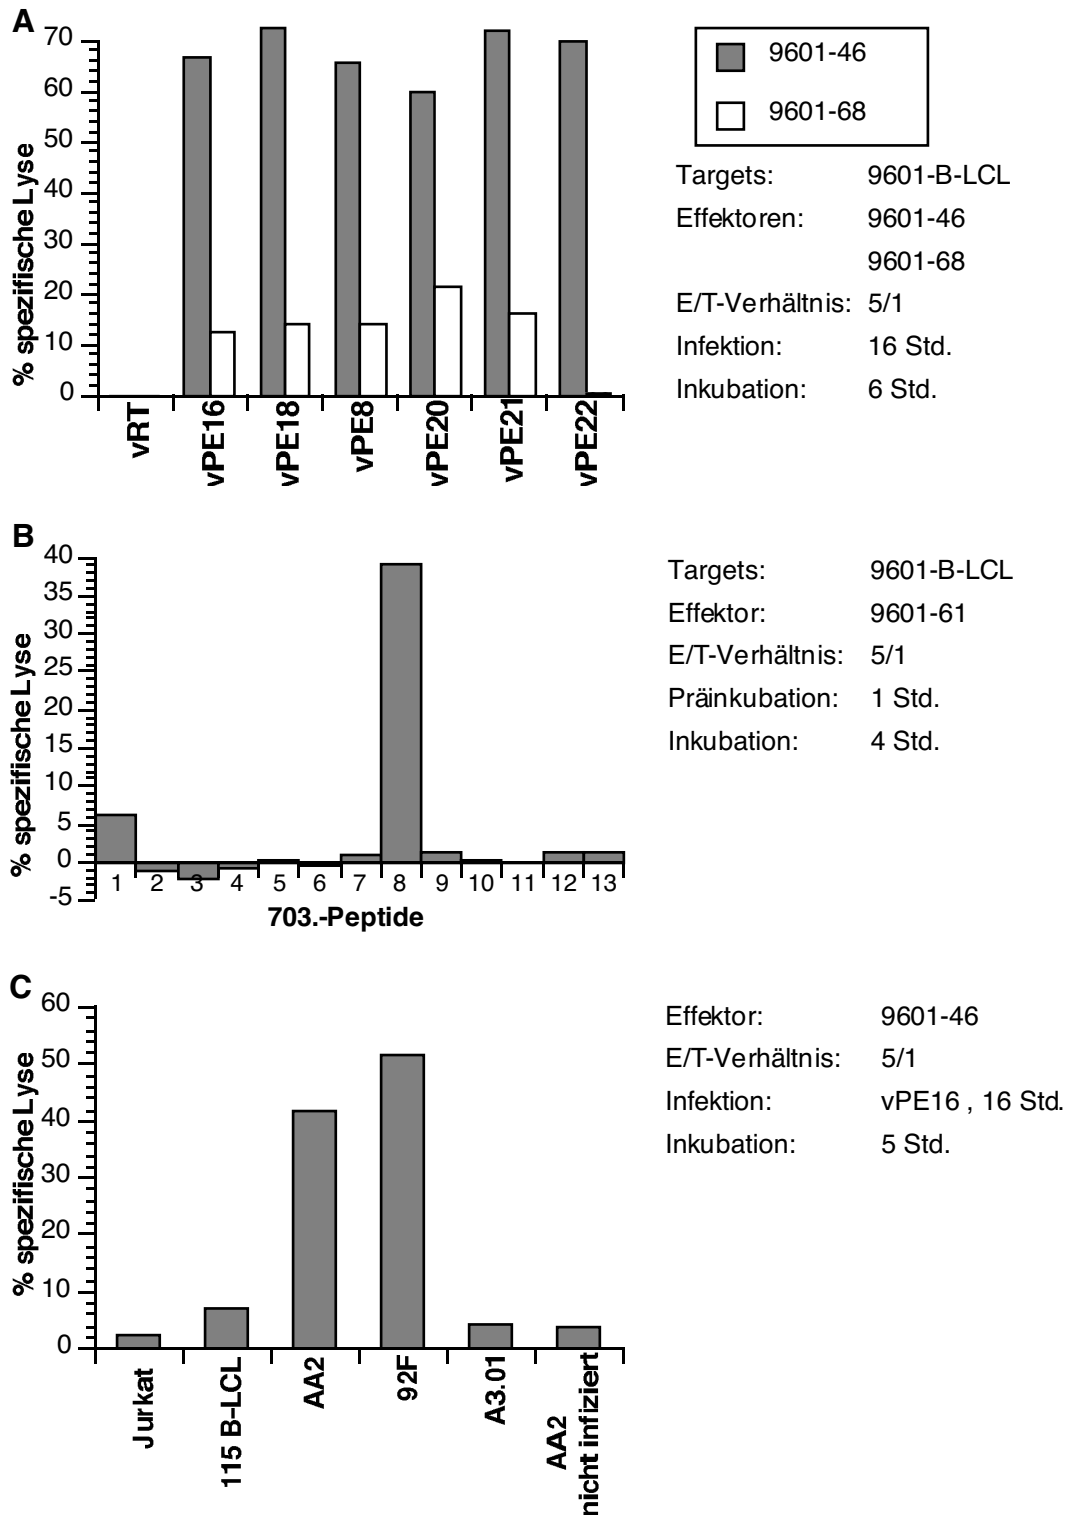 A
% spezifische Lyse
70
60
50
40
30
20
10
0
vRT
vPE16
vPE18
vPE8
vPE20
vPE21
vPE22
9601-46
9601-68
Targets: 9601-B-LCL
Effektoren: 9601-46
9601-68
E/T-Verhältnis: 5/1
Infektion: 16 Std.
Inkubation: 6 Std.
B
% spezifische Lyse
40
35
30
25
20
15
10
5
0
-5
1 2 3 4 5 6 7 8 9 10 11 12 13
703.-Peptide
Targets: 9601-B-LCL
Effektor: 9601-61
E/T-Verhältnis: 5/1
Präinkubation: 1 Std.
Inkubation: 4 Std.
C
% spezifische Lyse
60
50
40
30
20
10
0
Jurkat
115 B-LCL
AA2
92F
A3.01
AA2
nicht infiziert
Effektor: 9601-46
E/T-Verhältnis: 5/1
Infektion: vPE16 , 16 Std.
Inkubation: 5 Std.